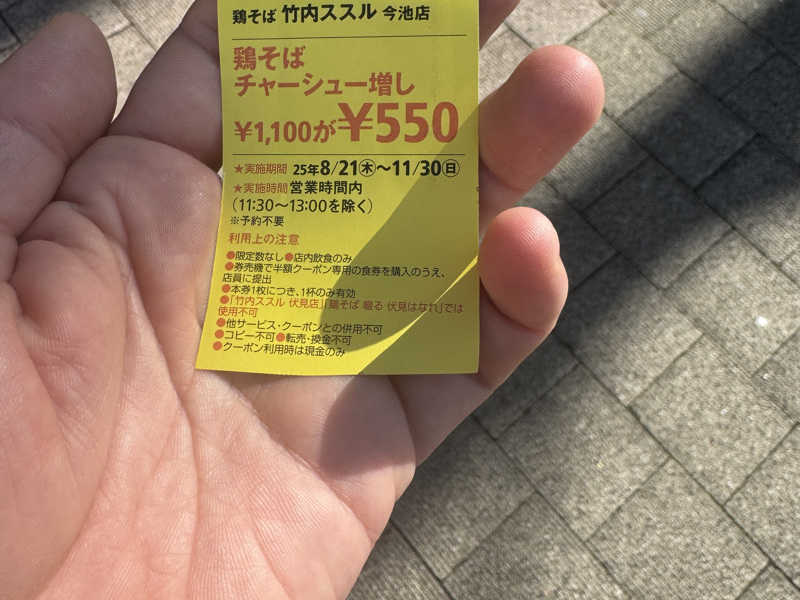 鶏そば 竹内ススル 今池店
鶏そば
チャーシュー増し
¥1,100が¥550
★実施期間 25年8/21㊍〜11/30㊐
★実施時間 営業時間内
(11:30〜13:00を除く)
※予約不要
利用上の注意
●限定数なし●店内飲食のみ
●券売機で半額クーポン専用の食券を購入のうえ、
店員に提出
●本券1枚につき、1杯のみ有効
●「竹内ススル 伏見店」「鶏そば 啜る 伏見はなれ」では
使用不可
●他サービス・クーポンとの併用不可
●コピー不可●転売・換金不可
●クーポン利用時は現金のみ